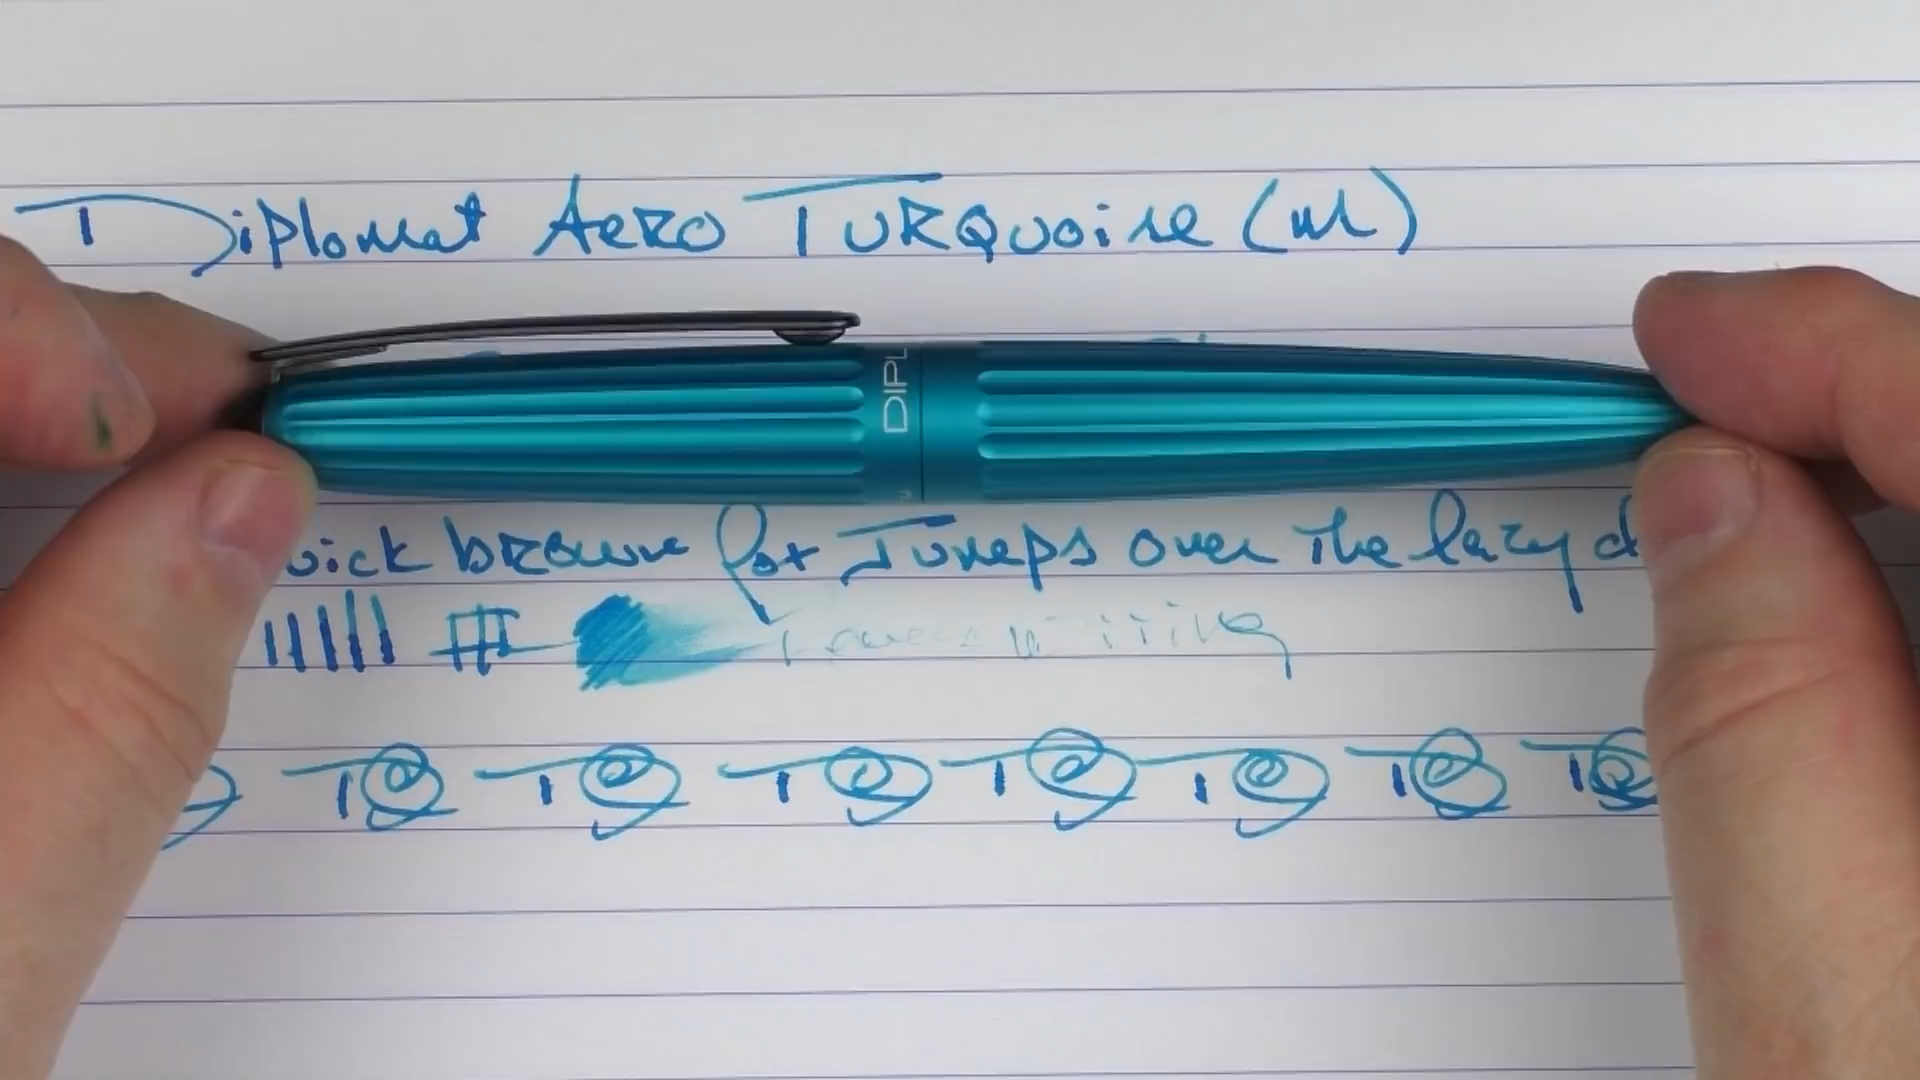 Diplomat Aero Turquoise (M)
DIPL
uick brown fox Jumps over the lazy d